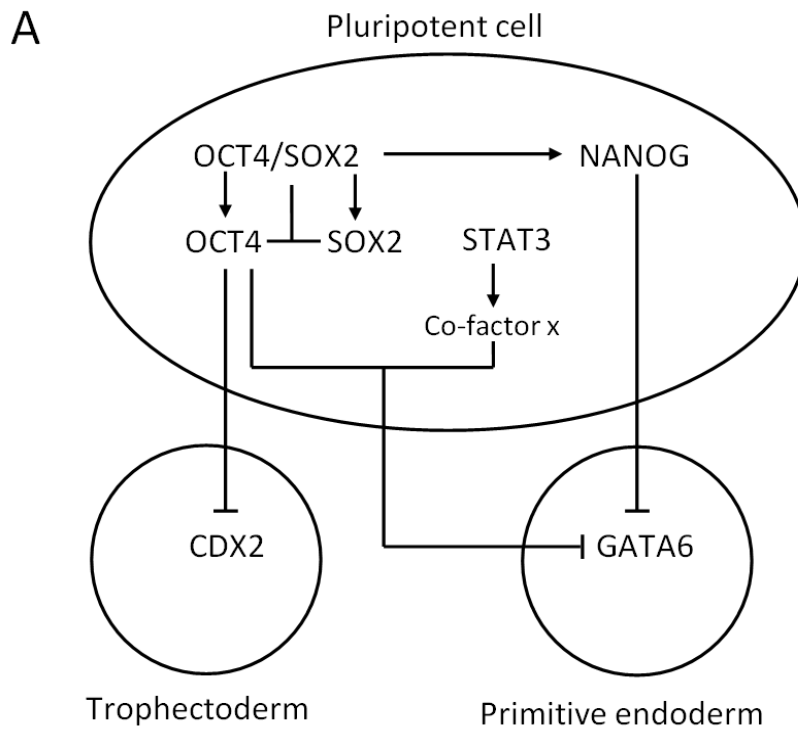 A
Pluripotent cell
OCT4/SOX2
NANOG
OCT4
SOX2
STAT3
Co-factor x
CDX2
GATA6
Trophectoderm
Primitive endoderm